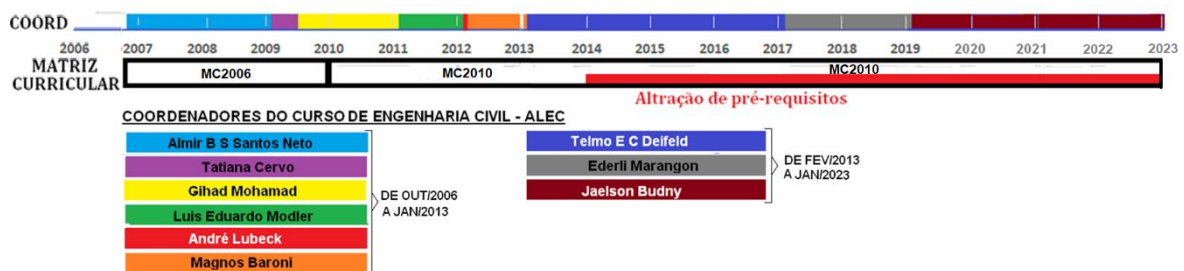 COORD
2006 2007 2008 2009 2010 2011 2012 2013 2014 2015 2016 2017 2018 2019 2020 2021 2022 2023
MATRIZ
CURRICULAR
MC2006 MC2010 MC2010
Altração de pré-requisitos
COORDENADORES DO CURSO DE ENGENHARIA CIVIL - ALEC
Almir B S Santos Neto
Tatiana Cervo
Gihad Mohamad
Luis Eduardo Modler
André Lubeck
Magnos Baroni
DE OUT/2006
A JAN/2013
Telmo E C Deifeld
Ederli Marangon
Jaelson Budny
DE FEV/2013
A JAN/2023